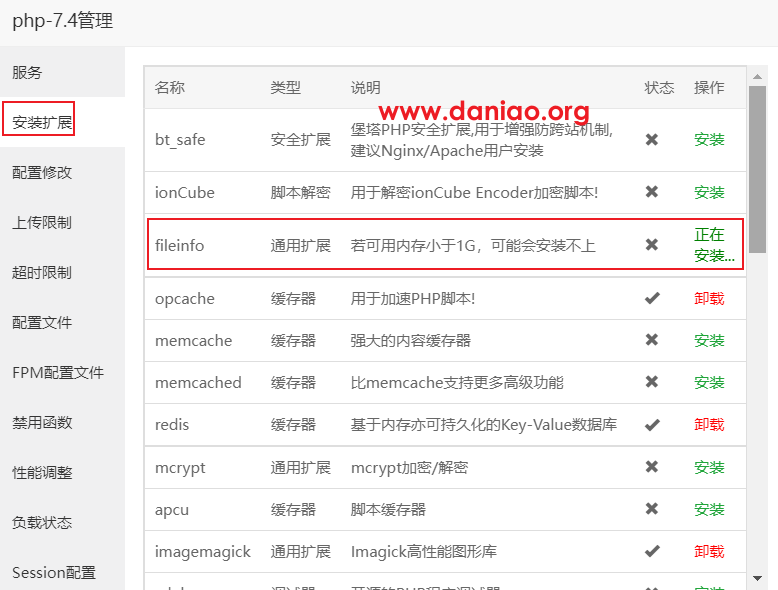 php-7.4管理
服务
安装扩展
配置修改
上传限制
超时限制
配置文件
FPM配置文件
禁用函数
性能调整
负载状态
Session配置
名称 类型 说明 状态 操作
www.daniao.org
bt_safe 安全扩展 堡塔PHP安全扩展,用于增强防跨站机制,
建议Nginx/Apache用户安装 安装
ionCube 脚本解密 用于解密ionCube Encoder加密脚本! 安装
fileinfo 通用扩展 若可用内存小于1G，可能会安装不上 正在
安装...
opcache 缓存器 用于加速PHP脚本! 卸载
memcache 缓存器 强大的内容缓存器 安装
memcached 缓存器 比memcache支持更多高级功能 安装
redis 缓存器 基于内存亦可持久化的Key-Value数据库 卸载
mcrypt 通用扩展 mcrypt加密/解密 安装
apcu 缓存器 脚本缓存器 安装
imagemagick 通用扩展 Imagick高性能图形库 卸载